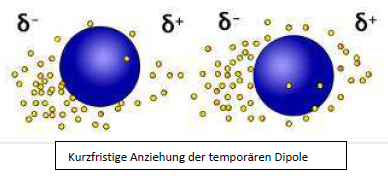 δ- δ+ δ- δ+
Kurzfristige Anziehung der temporären Dipole